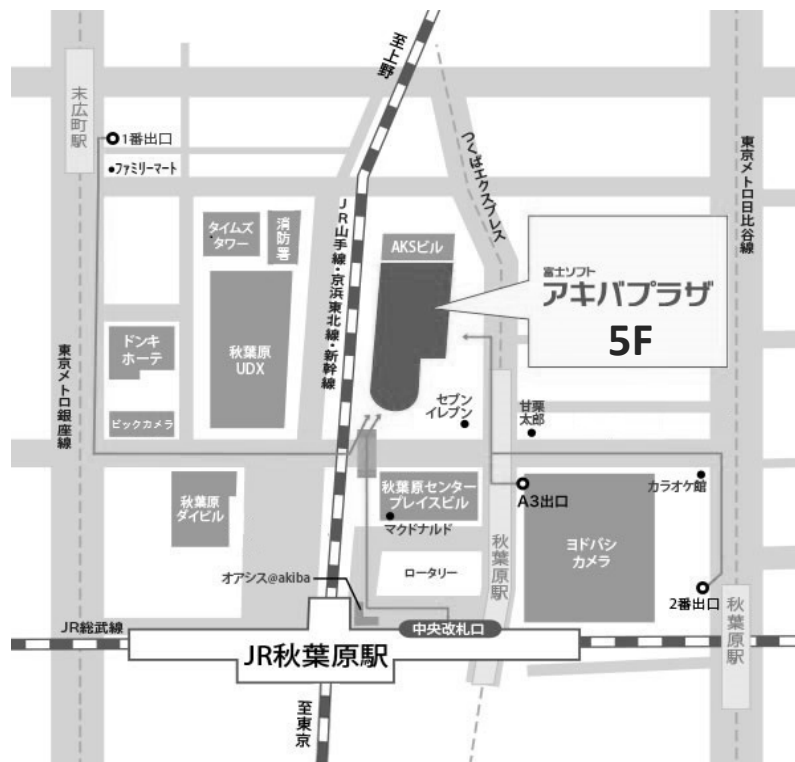 至上野
末広町駅
1番出口
ファミリーマート
つくばエクスプレス
東京メトロ日比谷線
JR山手線・京浜東北線・新幹線
タイムズ
タワー
消防署
AKSビル
富士ソフト
アキバプラザ
5F
ドンキ
ホーテ
秋葉原
UDX
東京メトロ銀座線
ビックカメラ
セブン
イレブン
甘栗
太郎
秋葉原
ダイビル
秋葉原センター
プレイスビル
マクドナルド
A3出口
カラオケ館
ヨドバシ
カメラ
秋葉原駅
ロータリー
オアシス@akiba
2番出口
秋葉原駅
JR総武線
中央改札口
JR秋葉原駅
至東京